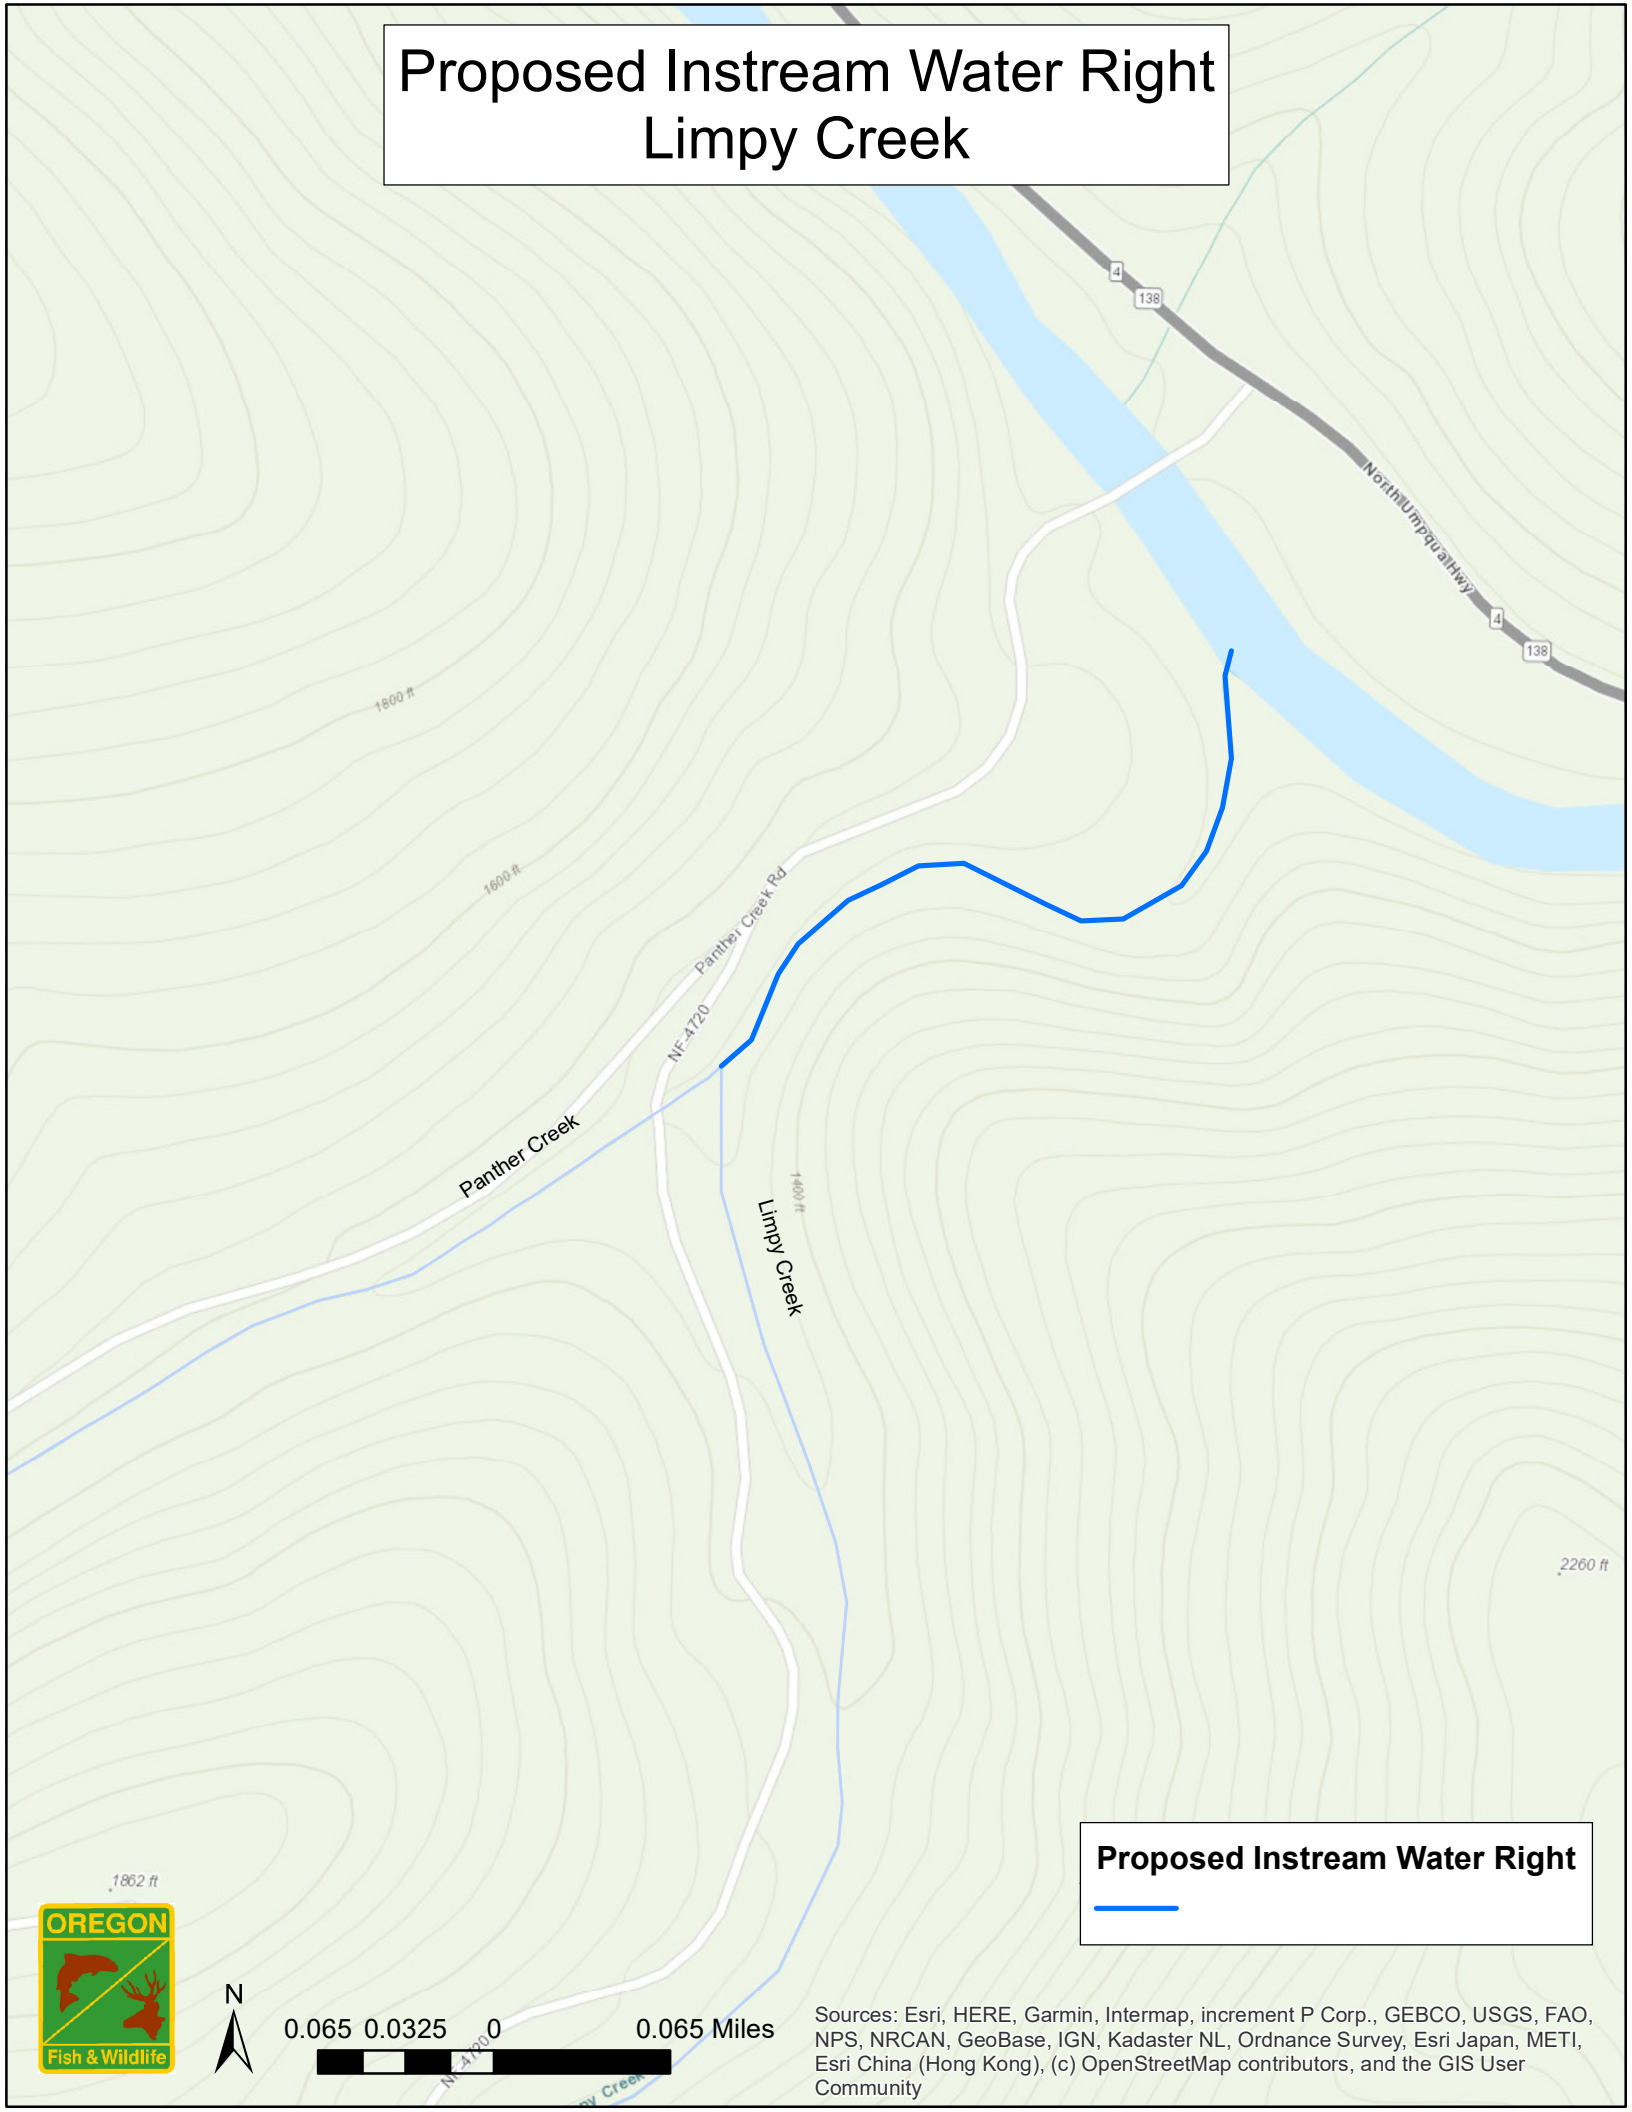 Proposed Instream Water Right
Limpy Creek
4
138
North Umpqua Hwy
4
138
1800 ft
1600 ft
Panther Creek Rd
NF-4720
Panther Creek
1400 ft
Limpy Creek
2260 ft
Proposed Instream Water Right
1862 ft
OREGON
Fish & Wildlife
N
0.065 0.0325 0 0.065 Miles
NF-4720
Creek
Sources: Esri, HERE, Garmin, Intermap, increment P Corp., GEBCO, USGS, FAO,
NPS, NRCAN, GeoBase, IGN, Kadaster NL, Ordnance Survey, Esri Japan, METI,
Esri China (Hong Kong), (c) OpenStreetMap contributors, and the GIS User
Community